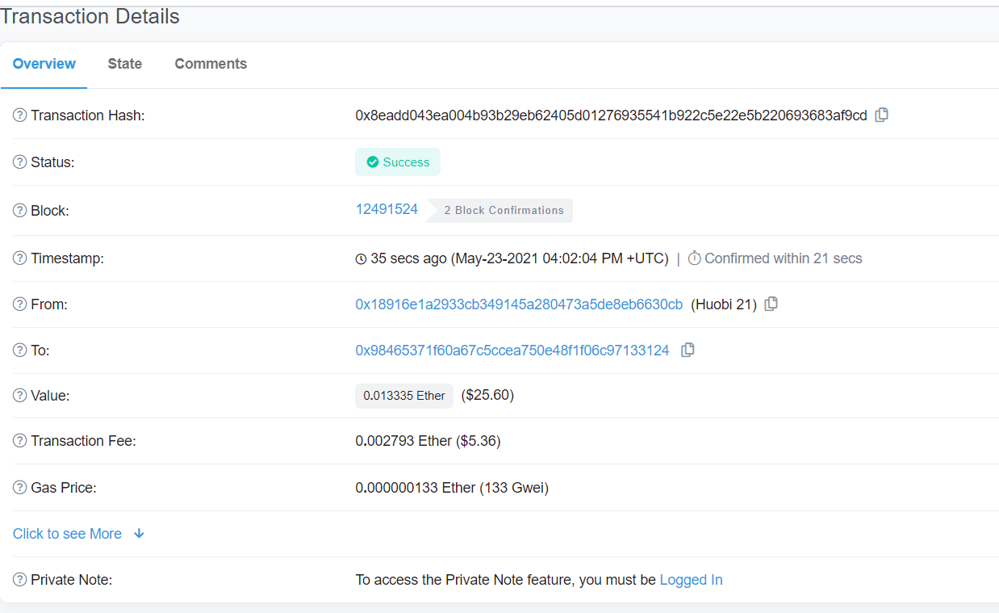 Transaction Details
Overview State Comments
Transaction Hash: 0x8eadd043ea004b93b29eb62405d01276935541b922c5e22e5b220693683af9cd
Status: Success
Block: 12491524 2 Block Confirmations
Timestamp: 35 secs ago (May-23-2021 04:02:04 PM +UTC) | Confirmed within 21 secs
From: 0x18916e1a2933cb349145a280473a5de8eb6630cb (Huobi 21)
To: 0x98465371f60a67c5ccea750e48f1f06c97133124
Value: 0.013335 Ether ($25.60)
Transaction Fee: 0.002793 Ether ($5.36)
Gas Price: 0.000000133 Ether (133 Gwei)
Click to see More
Private Note: To access the Private Note feature, you must be Logged In